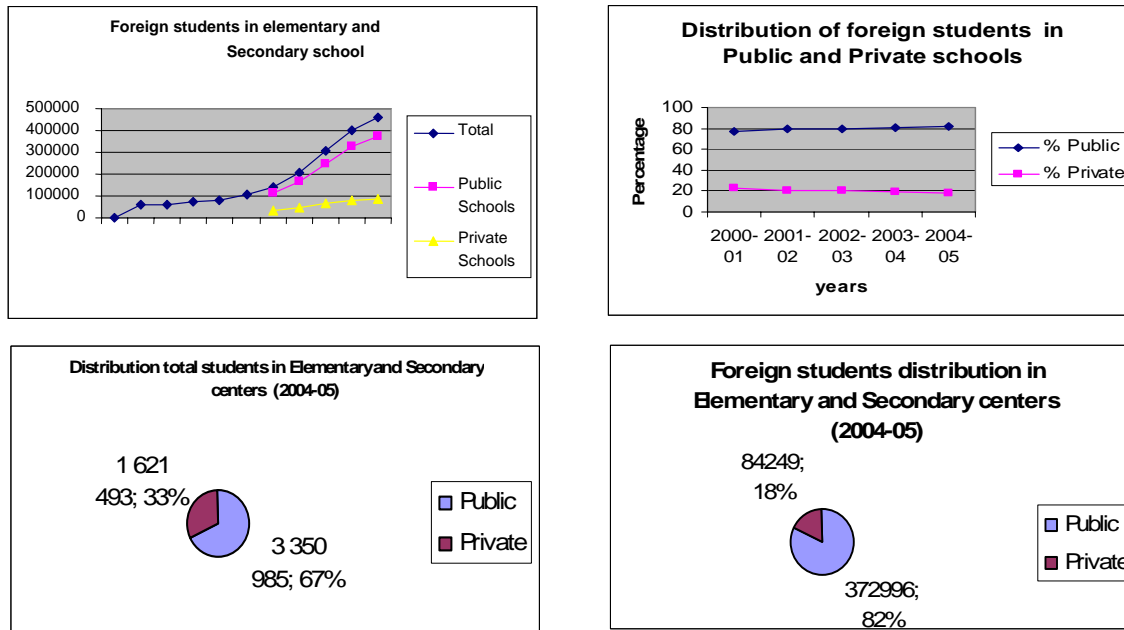 Foreign students in elementary and
Secondary school
500000
400000
300000
200000
100000
0
Total
Public
Schools
Private
Schools
Distribution of foreign students in
Public and Private schools
Percentage
100
80
60
40
20
0
2000-
01
2001-
02
2002-
03
2003-
04
2004-
05
years
% Public
% Private
Distribution total students in Elementary and Secondary
centers (2004-05)
1 621
493; 33%
3 350
985; 67%
Public
Private
Foreign students distribution in
Elementary and Secondary centers
(2004-05)
84249;
18%
372996;
82%
Public
Private